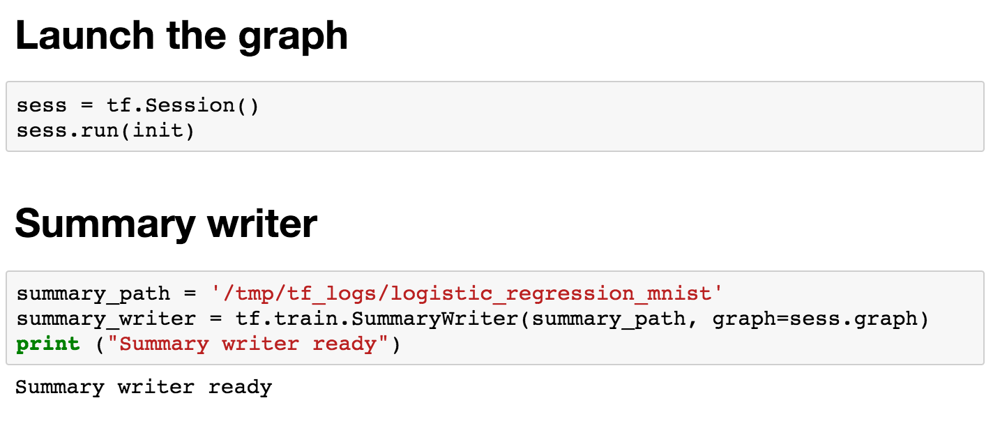 Launch the graph
sess = tf.Session()
sess.run(init)
Summary writer
summary_path = '/tmp/tf_logs/logistic_regression_mnist'
summary_writer = tf.train.SummaryWriter(summary_path, graph=sess.graph)
print ("Summary writer ready")
Summary writer ready